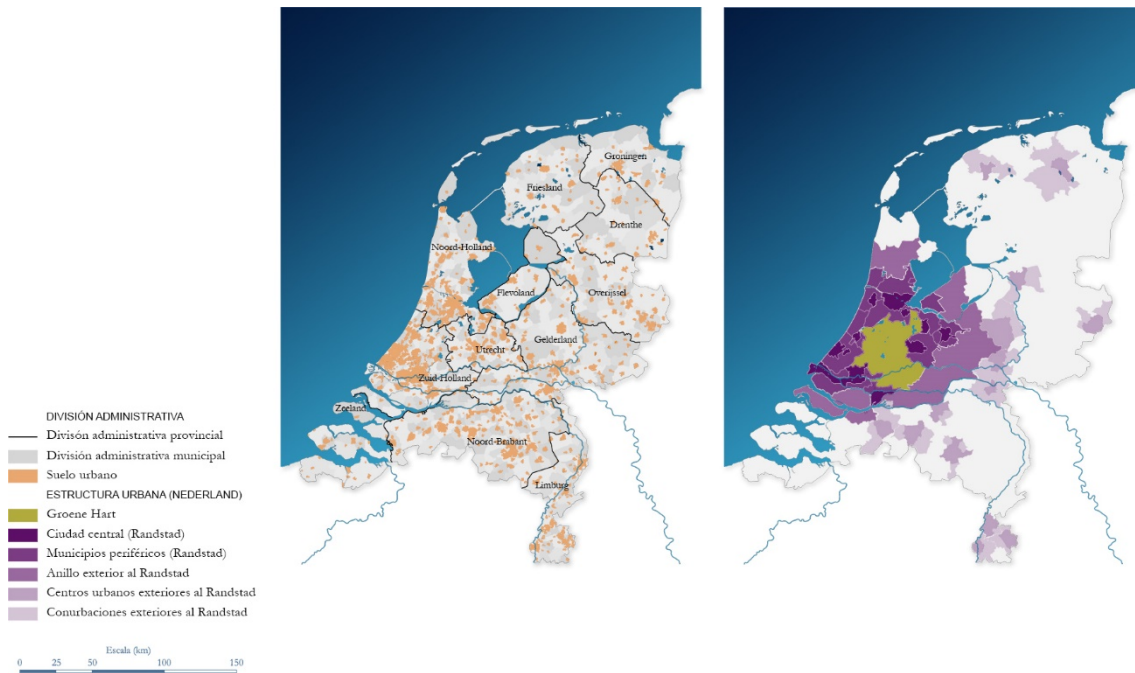 Groningen
Friesland
Drenthe
Noord-Holland
Flevoland
Overijssel
Utrecht
Gelderland
Zuid-Holland
Zeeland
Noord-Brabant
Limburg
DIVISIÓN ADMINISTRATIVA
Divisón administrativa provincial
División administrativa municipal
Suelo urbano
ESTRUCTURA URBANA (NEDERLAND)
Groene Hart
Ciudad central (Randstad)
Municipios periféricos (Randstad)
Anillo exterior al Randstad
Centros urbanos exteriores al Randstad
Conurbaciones exteriores al Randstad
Escala (km)
0 25 50 100 150